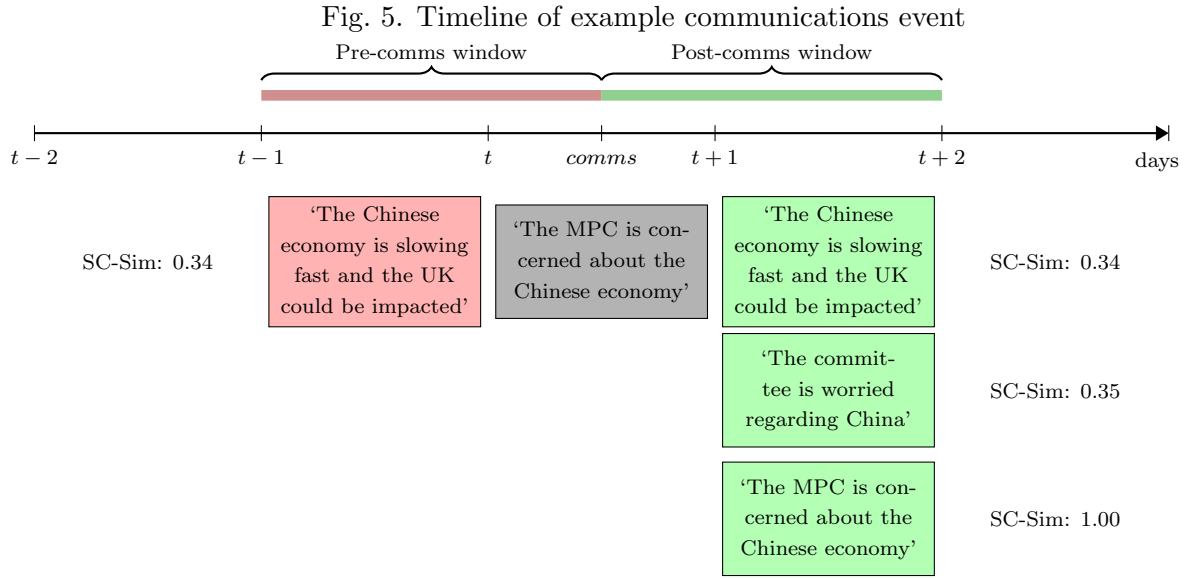 Fig. 5. Timeline of example communications event
Pre-comms window
Post-comms window
t − 2
t − 1
t
comms
t + 1
t + 2
days
SC-Sim: 0.34
‘The Chinese
economy is slowing
fast and the UK
could be impacted’
‘The MPC is con-
cerned about the
Chinese economy’
‘The Chinese
economy is slowing
fast and the UK
could be impacted’
SC-Sim: 0.34
‘The commit-
tee is worried
regarding China’
SC-Sim: 0.35
‘The MPC is con-
cerned about the
Chinese economy’
SC-Sim: 1.00